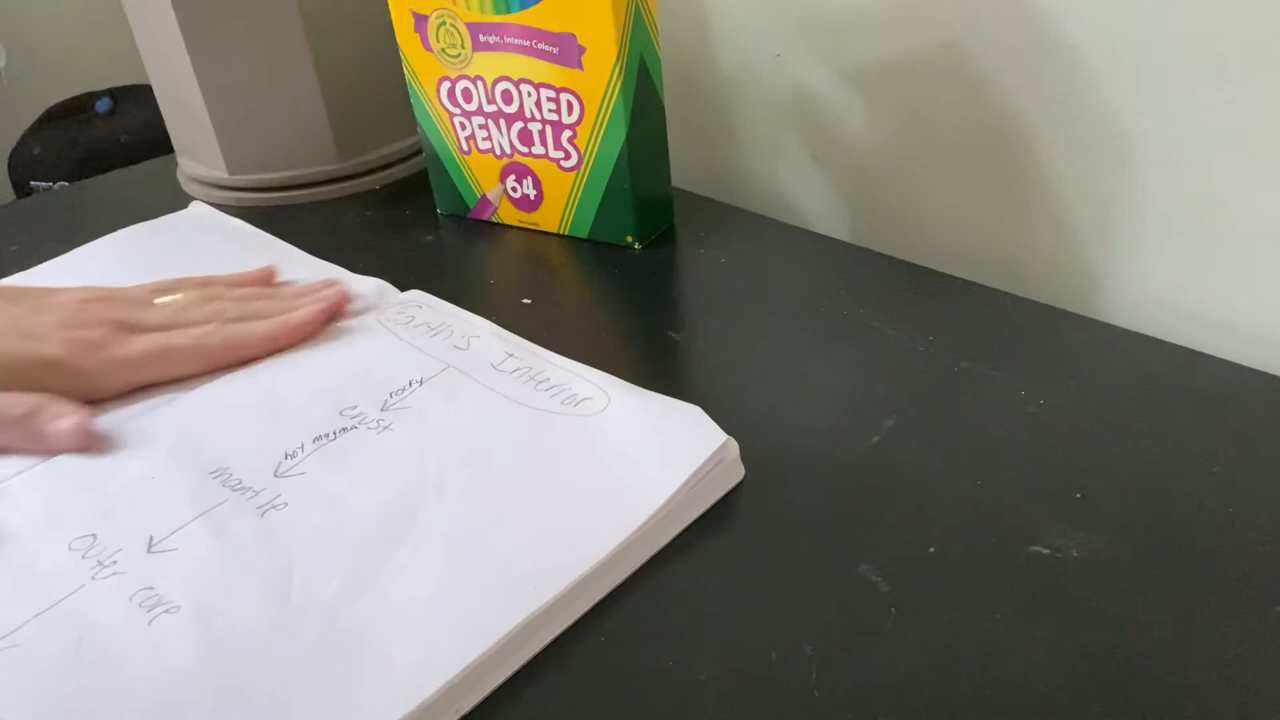 Bright, Intense Colors!
COLORED
PENCILS
64
Earth's Interior
rocky
crust
hot magma
mantle
outer core